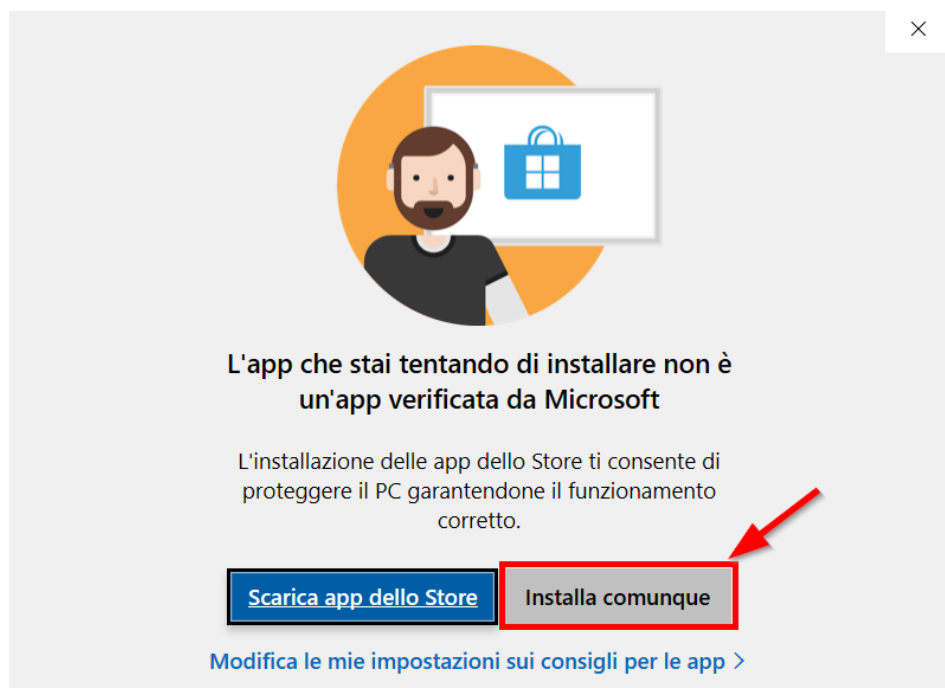 L'app che stai tentando di installare non è
un'app verificata da Microsoft
L'installazione delle app dello Store ti consente di
proteggere il PC garantendone il funzionamento
corretto.
Scarica app dello Store
Installa comunque
Modifica le mie impostazioni sui consigli per le app >